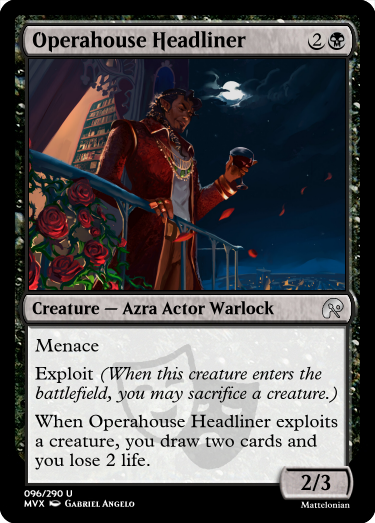 Operahouse Headliner 2
Creature — Azra Actor Warlock
Menace
Exploit (When this creature enters the
battlefield, you may sacrifice a creature.)
When Operahouse Headliner exploits
a creature, you draw two cards and
you lose 2 life.
2/3
096/290 U
MVX Gabriel Angelo
Mattelonian